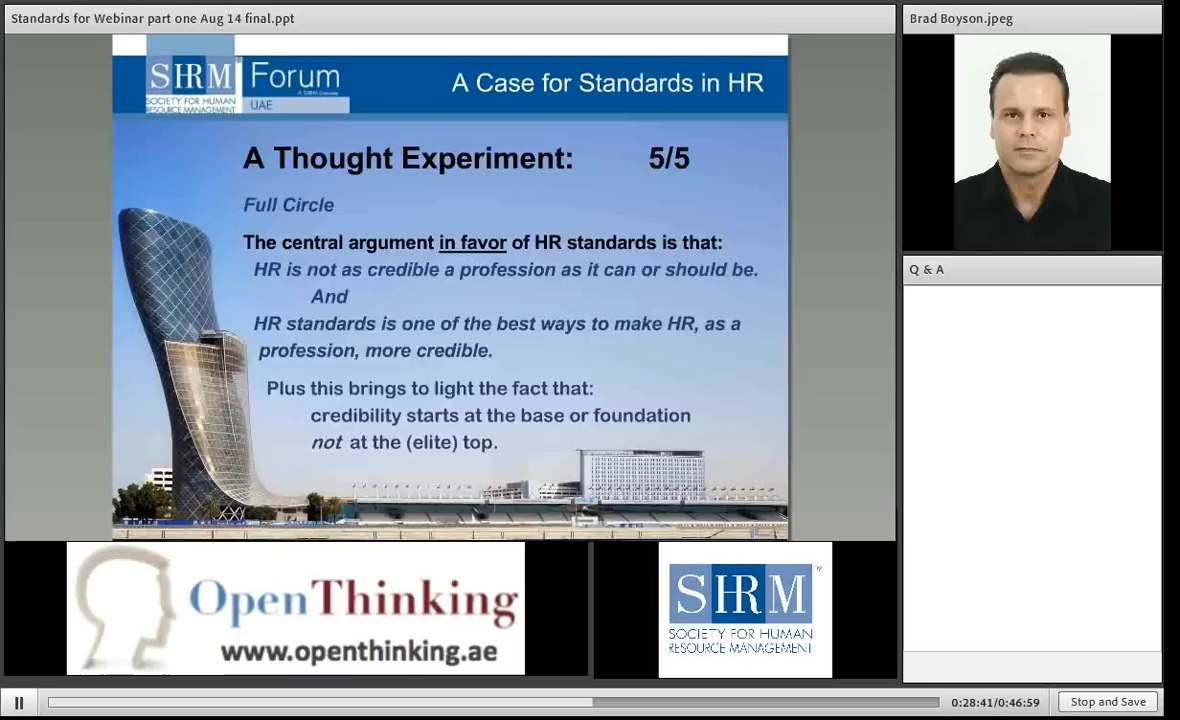 Standards for Webinar part one Aug 14 final.ppt
Brad Boyson.jpeg
SHRM
SOCIETY FOR HUMAN
RESOURCE MANAGEMENT
Forum
UAE
A Case for Standards in HR
A Thought Experiment: 5/5
Full Circle
The central argument in favor of HR standards is that:
HR is not as credible a profession as it can or should be.
And
HR standards is one of the best ways to make HR, as a
profession, more credible.
Plus this brings to light the fact that:
credibility starts at the base or foundation
not at the (elite) top.
Q & A
OpenThinking
www.openthinking.ae
SHRM™
SOCIETY FOR HUMAN
RESOURCE MANAGEMENT
0:28:41/0:46:59
Stop and Save